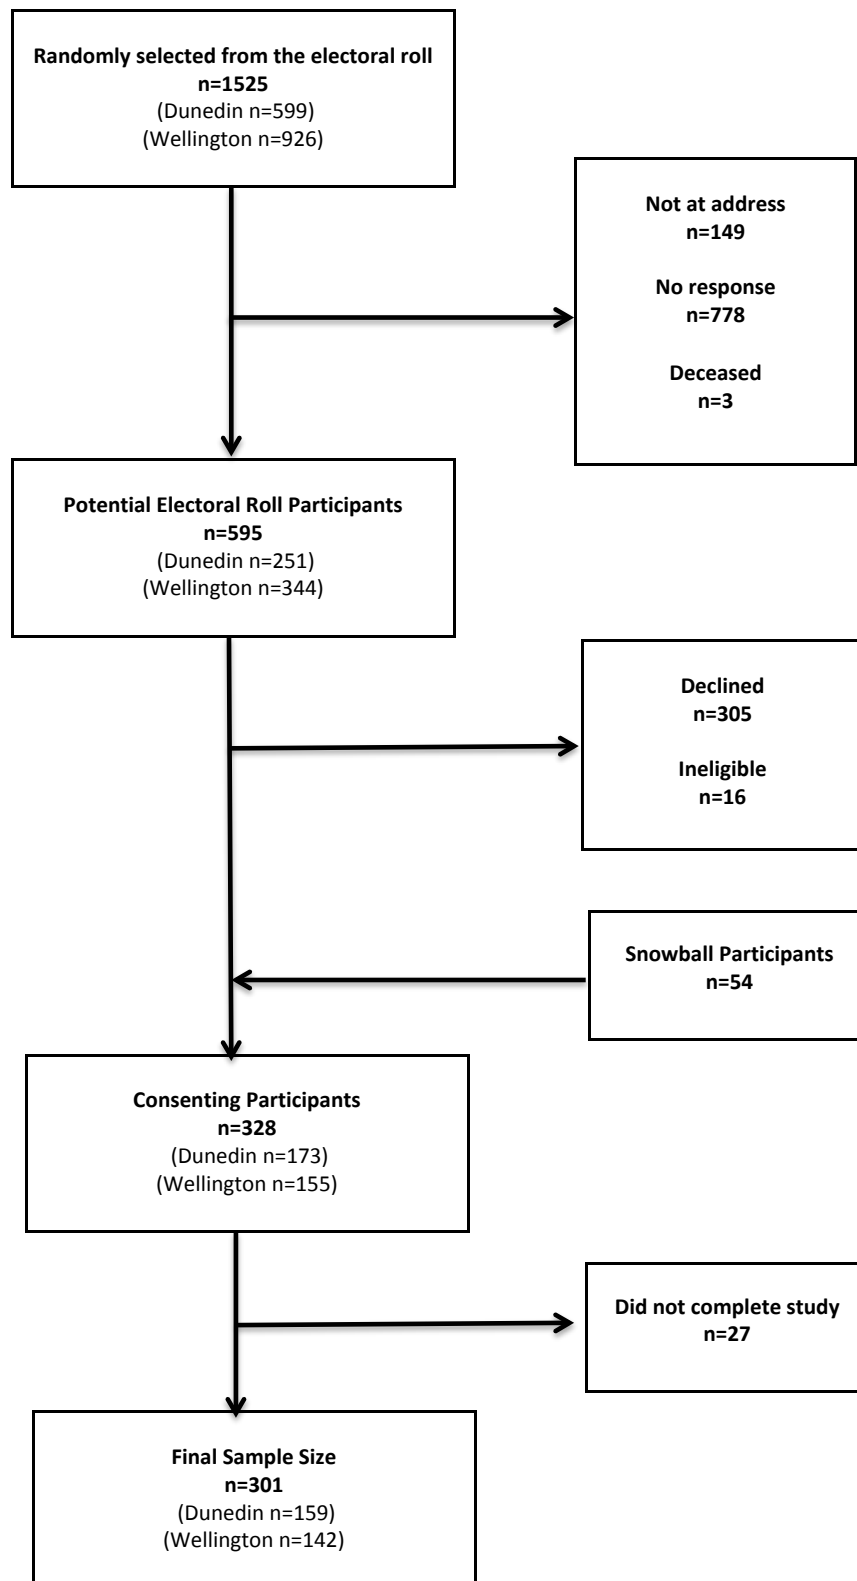 Randomly selected from the electoral roll
n=1525
(Dunedin n=599)
(Wellington n=926)
Not at address
n=149
No response
n=778
Deceased
n=3
Potential Electoral Roll Participants
n=595
(Dunedin n=251)
(Wellington n=344)
Declined
n=305
Ineligible
n=16
Snowball Participants
n=54
Consenting Participants
n=328
(Dunedin n=173)
(Wellington n=155)
Did not complete study
n=27
Final Sample Size
n=301
(Dunedin n=159)
(Wellington n=142)